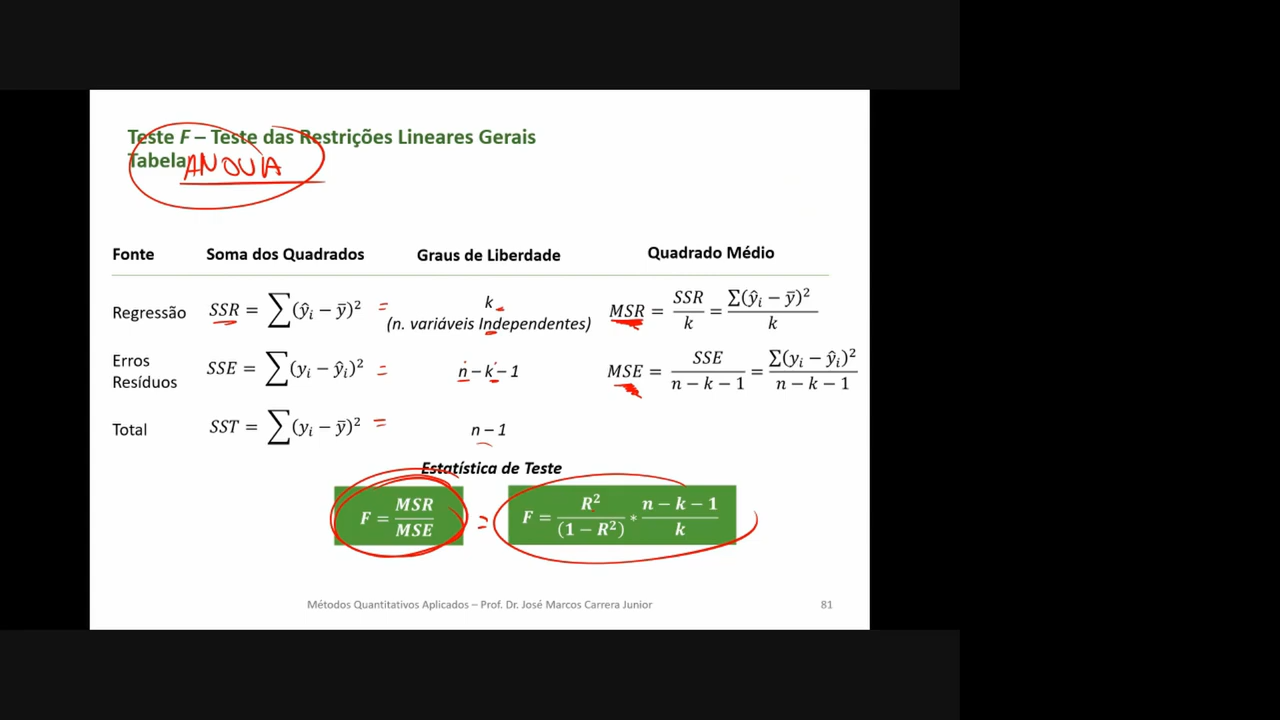 Teste F – Teste das Restrições Lineares Gerais
Tabela ANOVA
Fonte Soma dos Quadrados Graus de Liberdade Quadrado Médio
Regressão SSR = ∑(ŷᵢ − ȳ)² = k (n. variáveis Independentes) MSR = SSR/k = ∑(ŷᵢ − ȳ)²/k
Erros Resíduos SSE = ∑(yᵢ − ŷᵢ)² = n – k – 1 MSE = SSE/(n − k − 1) = ∑(yᵢ − ŷᵢ)²/(n − k − 1)
Total SST = ∑(yᵢ − ȳ)² = n – 1
Estatística de Teste
F = MSR/MSE = F = R²/(1 − R²) * (n − k − 1)/k
Métodos Quantitativos Aplicados – Prof. Dr. José Marcos Carrera Junior 81